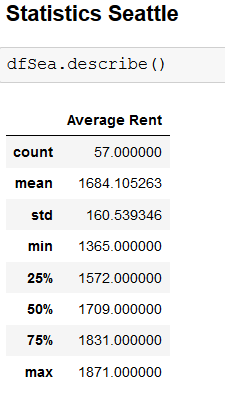 Statistics Seattle
dfSea.describe()
Average Rent
count 57.000000
mean 1684.105263
std 160.539346
min 1365.000000
25% 1572.000000
50% 1709.000000
75% 1831.000000
max 1871.000000